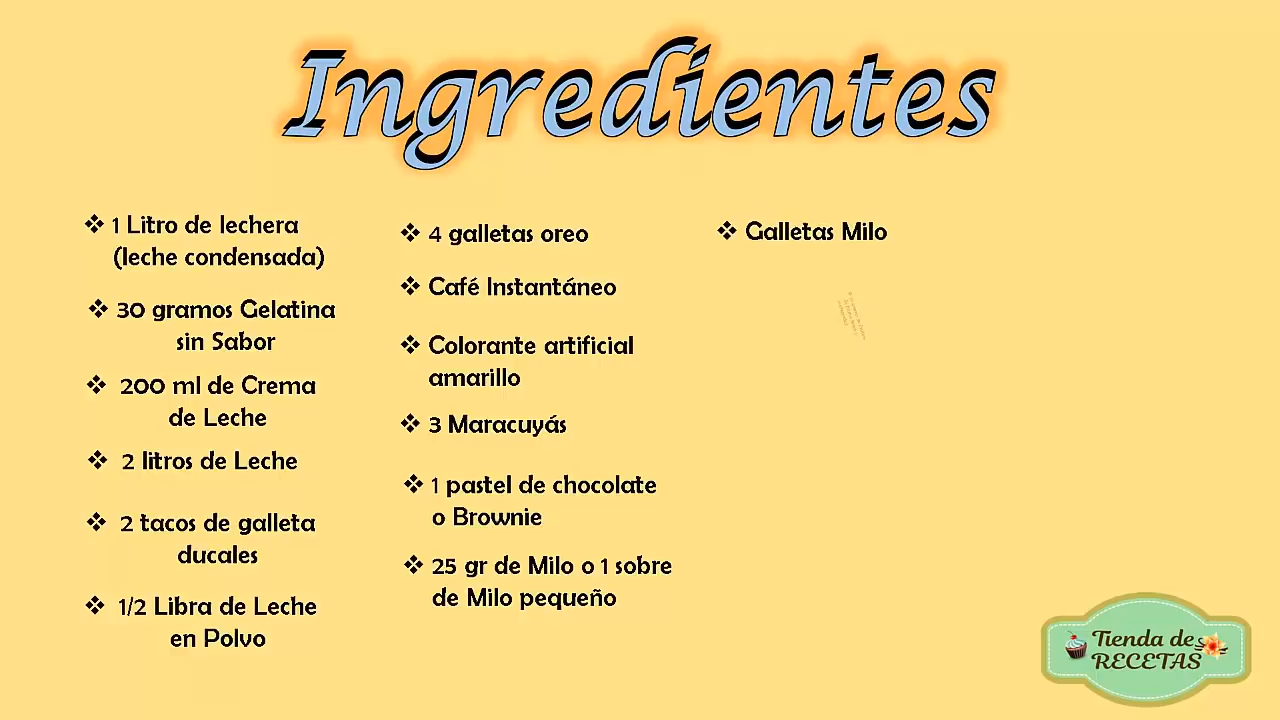 Ingredientes
❖ 1 Litro de lechera
(leche condensada)
❖ 30 gramos Gelatina
sin Sabor
❖ 200 ml de Crema
de Leche
❖ 2 litros de Leche
❖ 2 tacos de galleta
ducales
❖ 1/2 Libra de Leche
en Polvo
❖ 4 galletas oreo
❖ Café Instantáneo
❖ Colorante artificial
amarillo
❖ 3 Maracuyás
❖ 1 pastel de chocolate
o Brownie
❖ 25 gr de Milo o 1 sobre
de Milo pequeño
❖ Galletas Milo
Tienda de
RECETAS